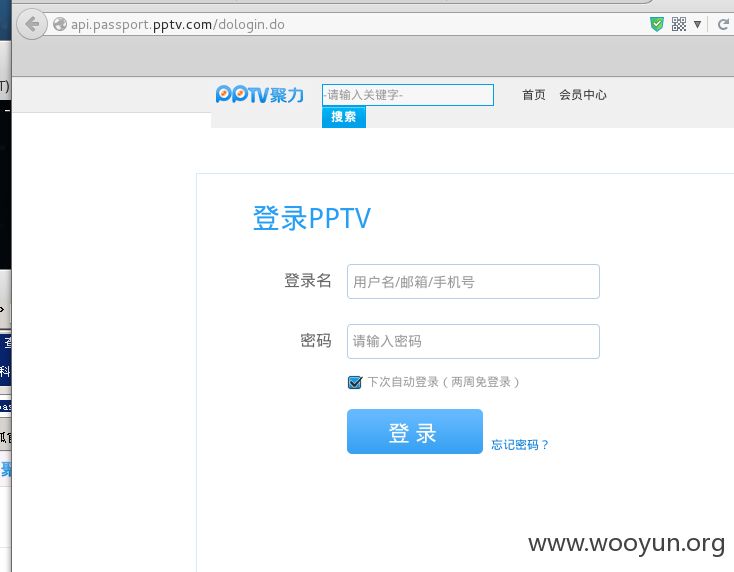 api.passport.pptv.com/dologin.do
T)
PPTV聚力
-请输入关键字-
首页 会员中心
搜索
登录PPTV
登录名
用户名/邮箱/手机号
密码
请输入密码
下次自动登录（两周免登录）
登 录
忘记密码？
科
聚
www.wooyun.org